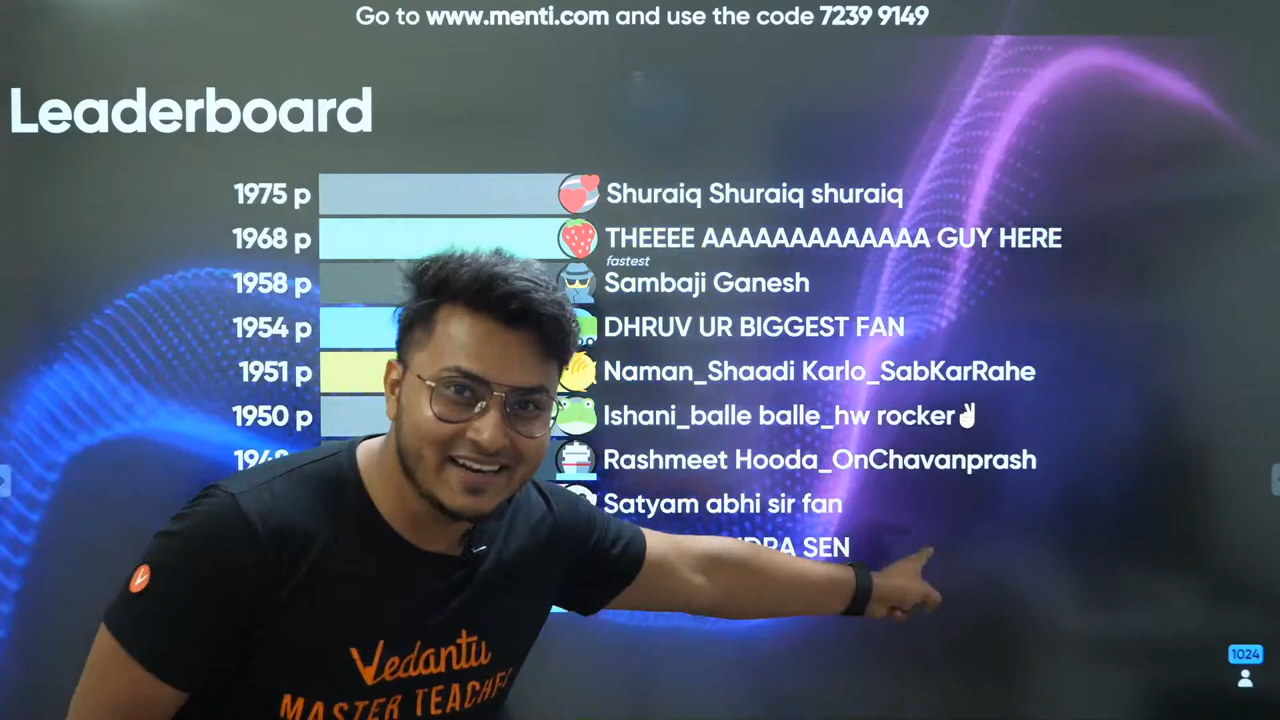 Go to www.menti.com and use the code 7239 9149
Leaderboard
1975 p Shuraiq Shuraiq shuraiq
1968 p THEEEE AAAAAAAAAAAAA GUY HERE
fastest
1958 p Sambaji Ganesh
1954 p DHRUV UR BIGGEST FAN
1951 p Naman_Shaadi Karlo_SabKarRahe
1950 p Ishani_balle balle_hw rocker✌
Rashmeet Hooda_OnChavanprash
Satyam abhi sir fan
SEN
1024
Vedantu
MASTER TEACHER